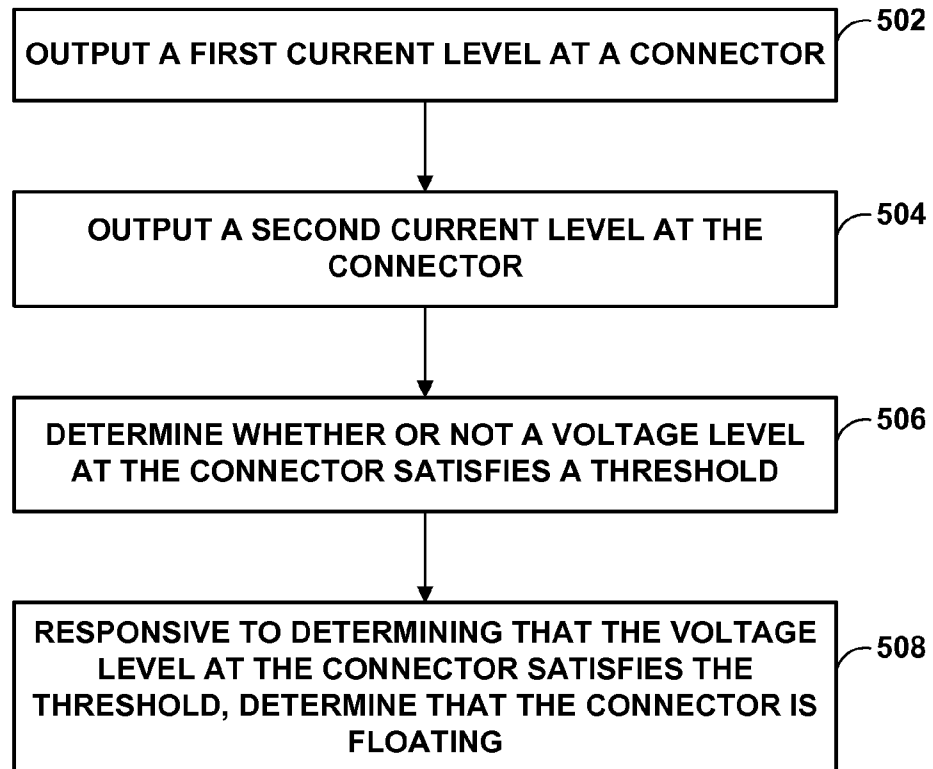 502
OUTPUT A FIRST CURRENT LEVEL AT A CONNECTOR
504
OUTPUT A SECOND CURRENT LEVEL AT THE
CONNECTOR
506
DETERMINE WHETHER OR NOT A VOLTAGE LEVEL
AT THE CONNECTOR SATISFIES A THRESHOLD
508
RESPONSIVE TO DETERMINING THAT THE VOLTAGE
LEVEL AT THE CONNECTOR SATISFIES THE
THRESHOLD, DETERMINE THAT THE CONNECTOR IS
FLOATING